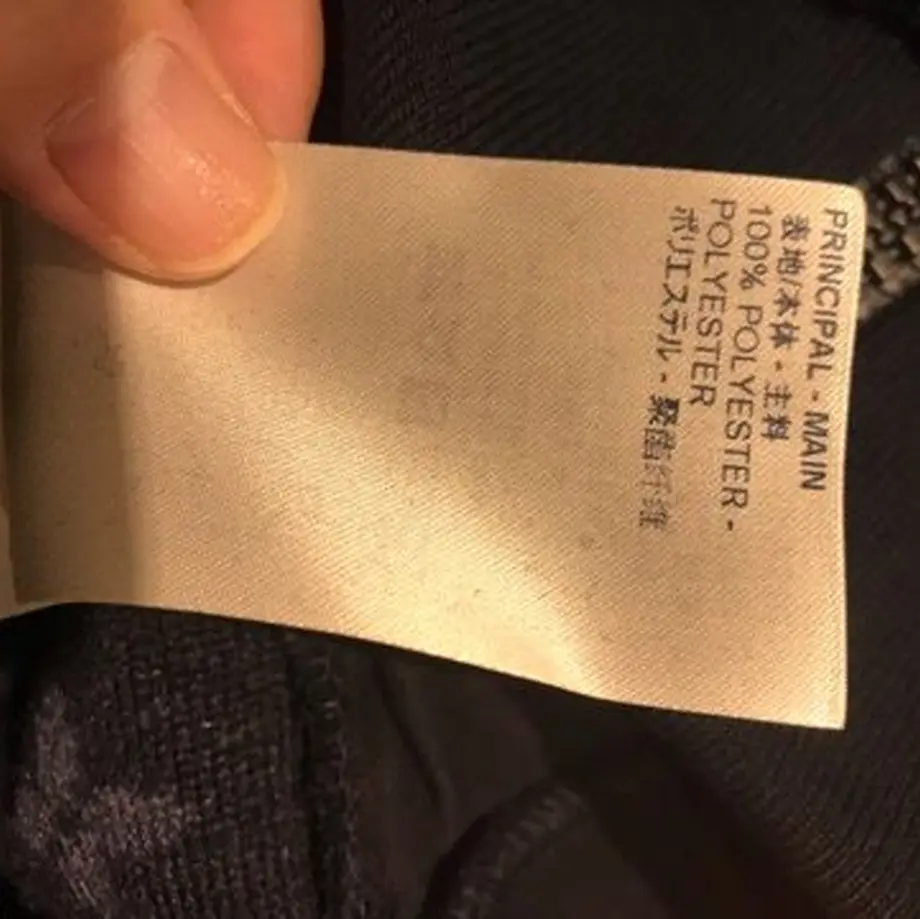 PRINCIPAL - MAIN
表地/本体 - 主料
100% POLYESTER -
POLYESTER
ポリエステル - 聚酯纤维